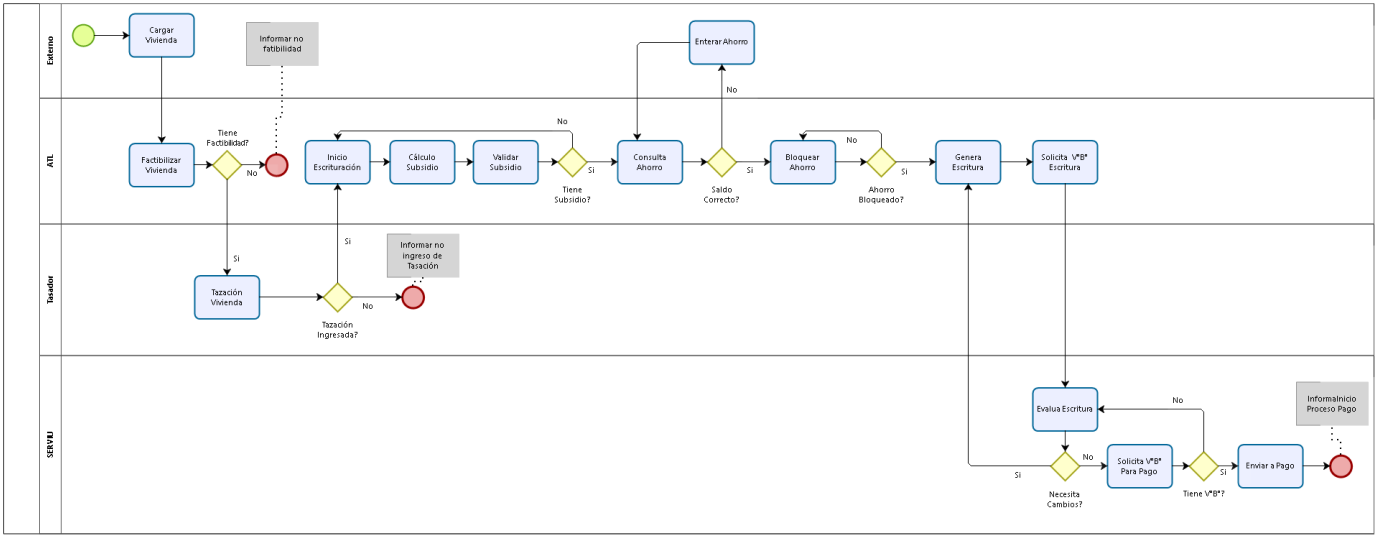 Externo
Cargar
Vivienda
Informar no
fatibilidad
Enterar Ahorro
No
ATL
Factibilizar
Vivienda
Tiene
Factibilidad?
No
Si
Inicio
Escrituración
Cálculo
Subsidio
Validar
Subsidio
No
Si
Tiene
Subsidio?
Consulta
Ahorro
Saldo
Correcto?
Si
Bloquear
Ahorro
No
Ahorro
Bloqueado?
Si
Genera
Escritura
Solicita V°B°
Escritura
Tasador
Tazación
Vivienda
Si
Tazación
Ingresada?
No
Informar no
ingreso de
Tasación
SERVIU
Evalua Escritura
Si
Necesita
Cambios?
No
Solicita V°B°
Para Pago
No
Tiene V°B°?
Si
Enviar a Pago
InformaInicio
Proceso Pago